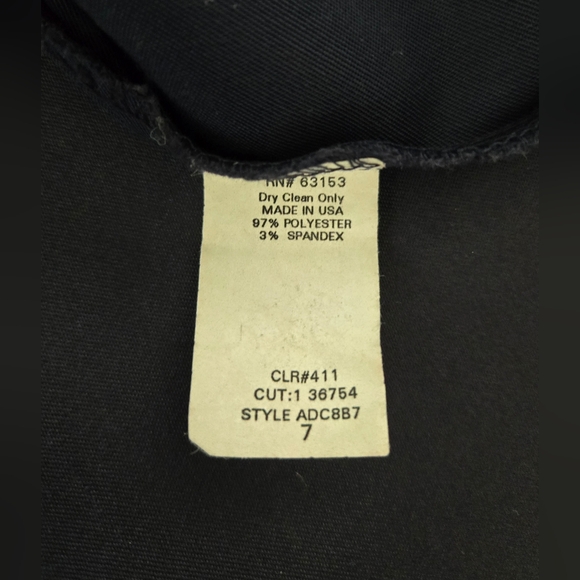 RN# 63153
Dry Clean Only
MADE IN USA
97% POLYESTER
3% SPANDEX
CLR#411
CUT:1 36754
STYLE ADC8B7
7